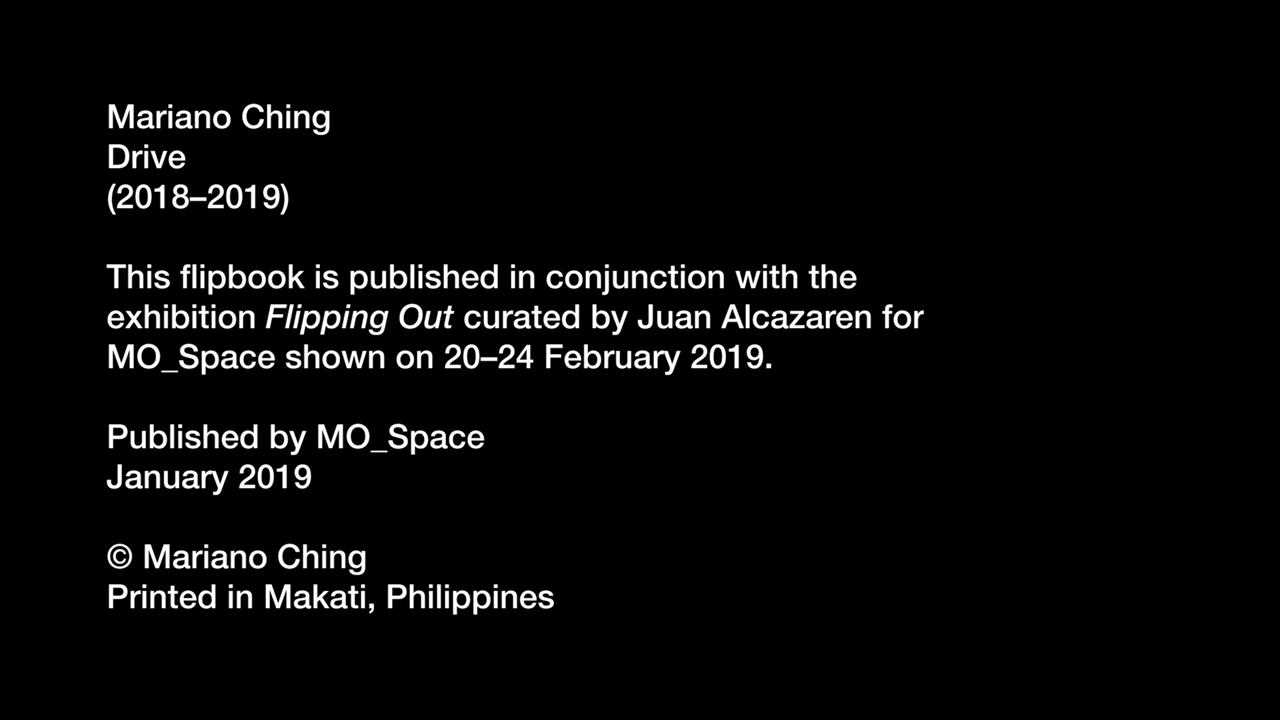 Mariano Ching
Drive
(2018–2019)
This flipbook is published in conjunction with the
exhibition Flipping Out curated by Juan Alcazaren for
MO_Space shown on 20–24 February 2019.
Published by MO_Space
January 2019
© Mariano Ching
Printed in Makati, Philippines